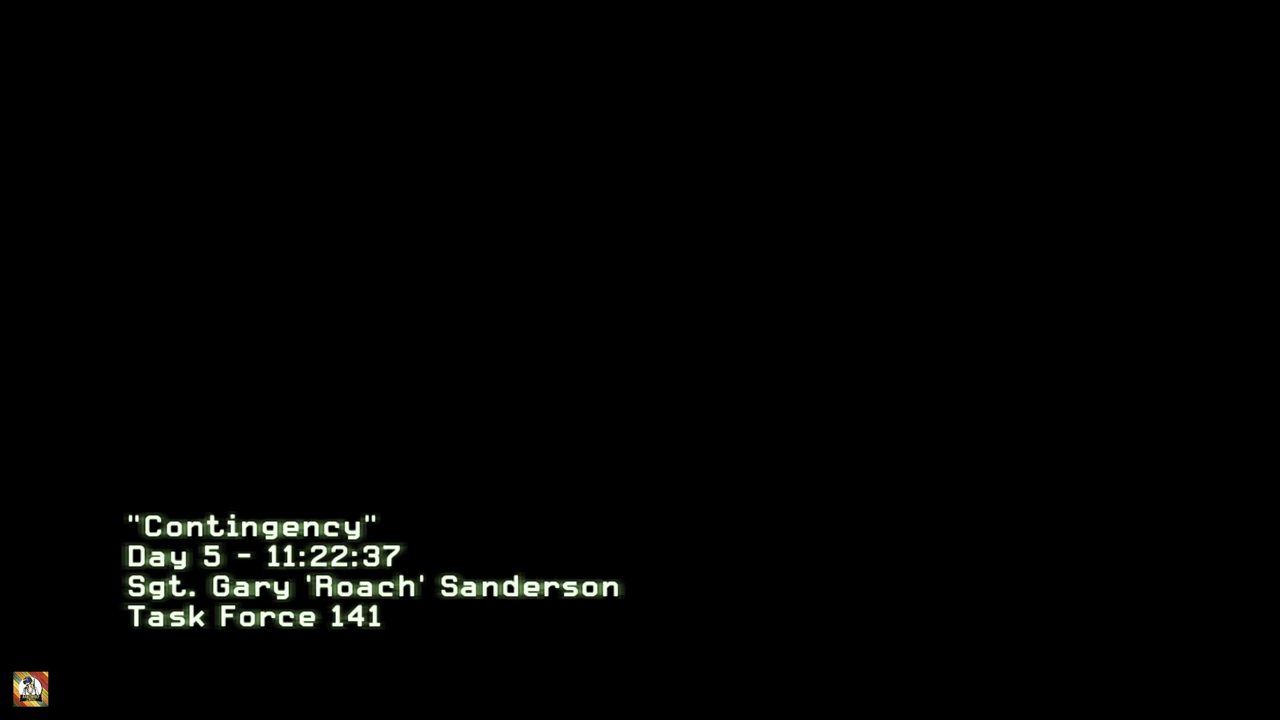 "Contingency"
Day 5 - 11:22:37
Sgt. Gary 'Roach' Sanderson
Task Force 141